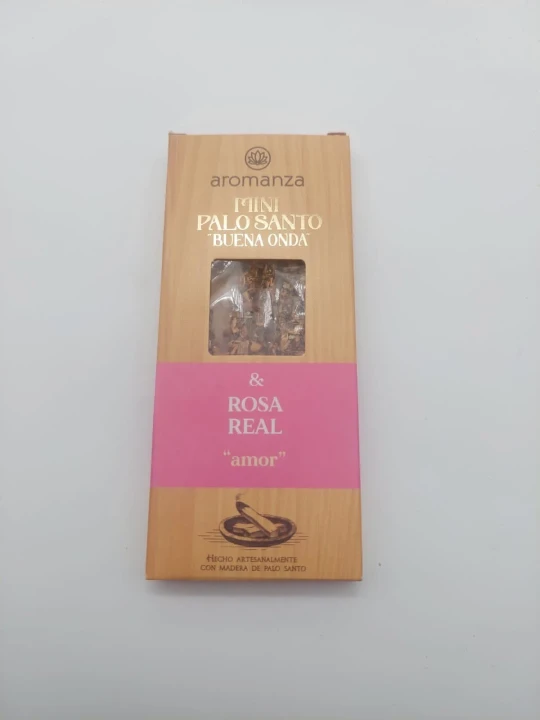 aromanza
MINI
PALO SANTO
"BUENA ONDA"
&
ROSA
REAL
"amor"
HECHO ARTESANALMENTE
CON MADERA DE PALO SANTO